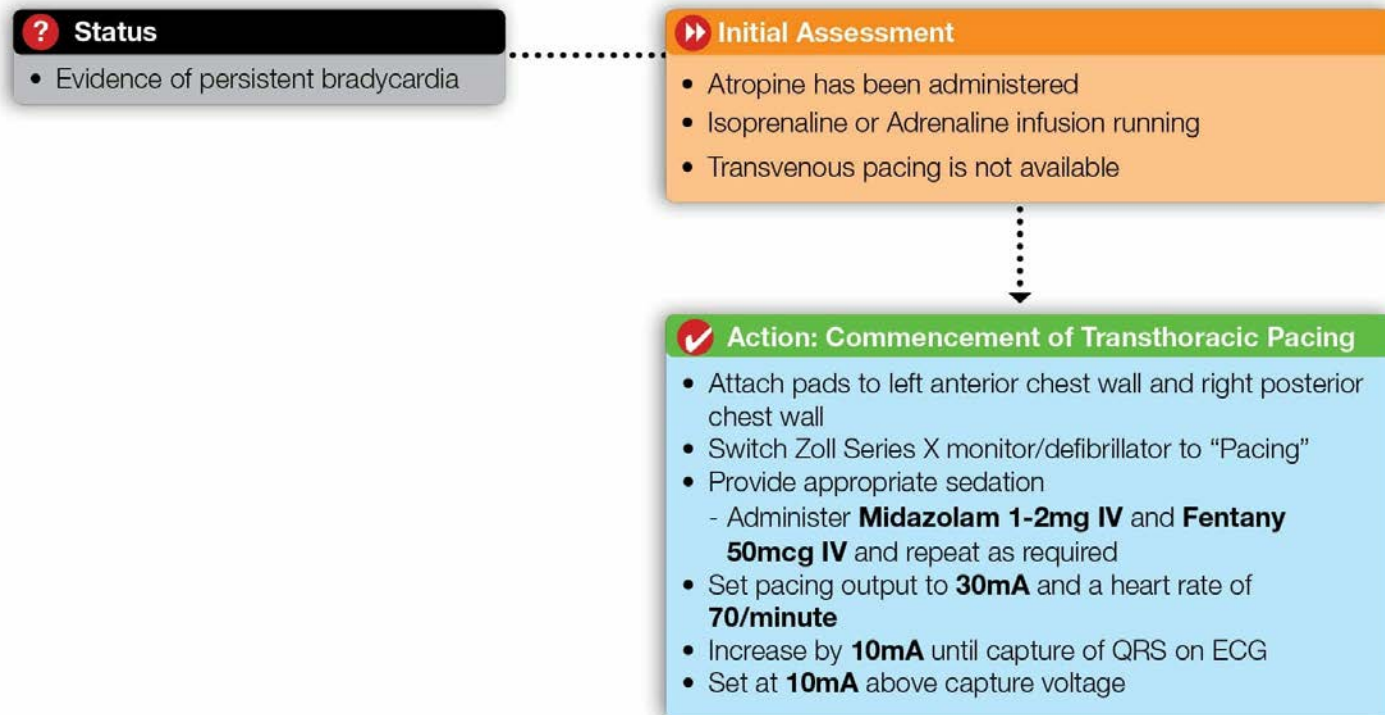 Status
• Evidence of persistent bradycardia
Initial Assessment
• Atropine has been administered
• Isoprenaline or Adrenaline infusion running
• Transvenous pacing is not available
Action: Commencement of Transthoracic Pacing
• Attach pads to left anterior chest wall and right posterior
chest wall
• Switch Zoll Series X monitor/defibrillator to “Pacing”
• Provide appropriate sedation
- Administer Midazolam 1-2mg IV and Fentany
50mcg IV and repeat as required
• Set pacing output to 30mA and a heart rate of
70/minute
• Increase by 10mA until capture of QRS on ECG
• Set at 10mA above capture voltage